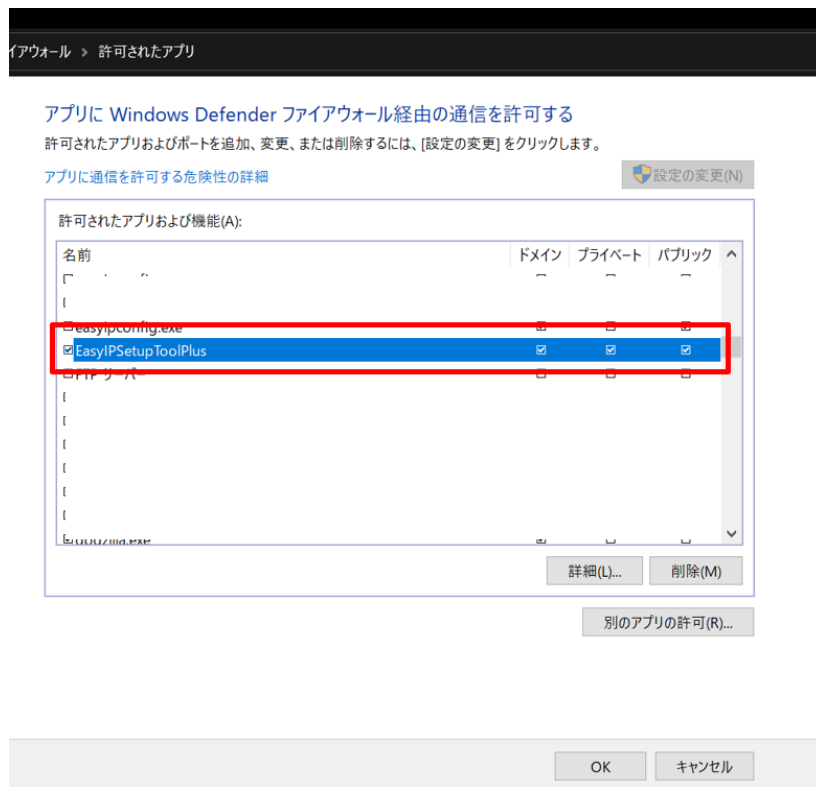 イアウォール > 許可されたアプリ
アプリに Windows Defender ファイアウォール経由の通信を許可する
許可されたアプリおよびポートを追加、変更、または削除するには、[設定の変更] をクリックします。
アプリに通信を許可する危険性の詳細
設定の変更(N)
許可されたアプリおよび機能(A):
名前 ドメイン プライベート パブリック
easyipconfig.exe
EasyIPSetupToolPlus
FTP サーバー
詳細(L)...
削除(M)
別のアプリの許可(R)...
OK
キャンセル